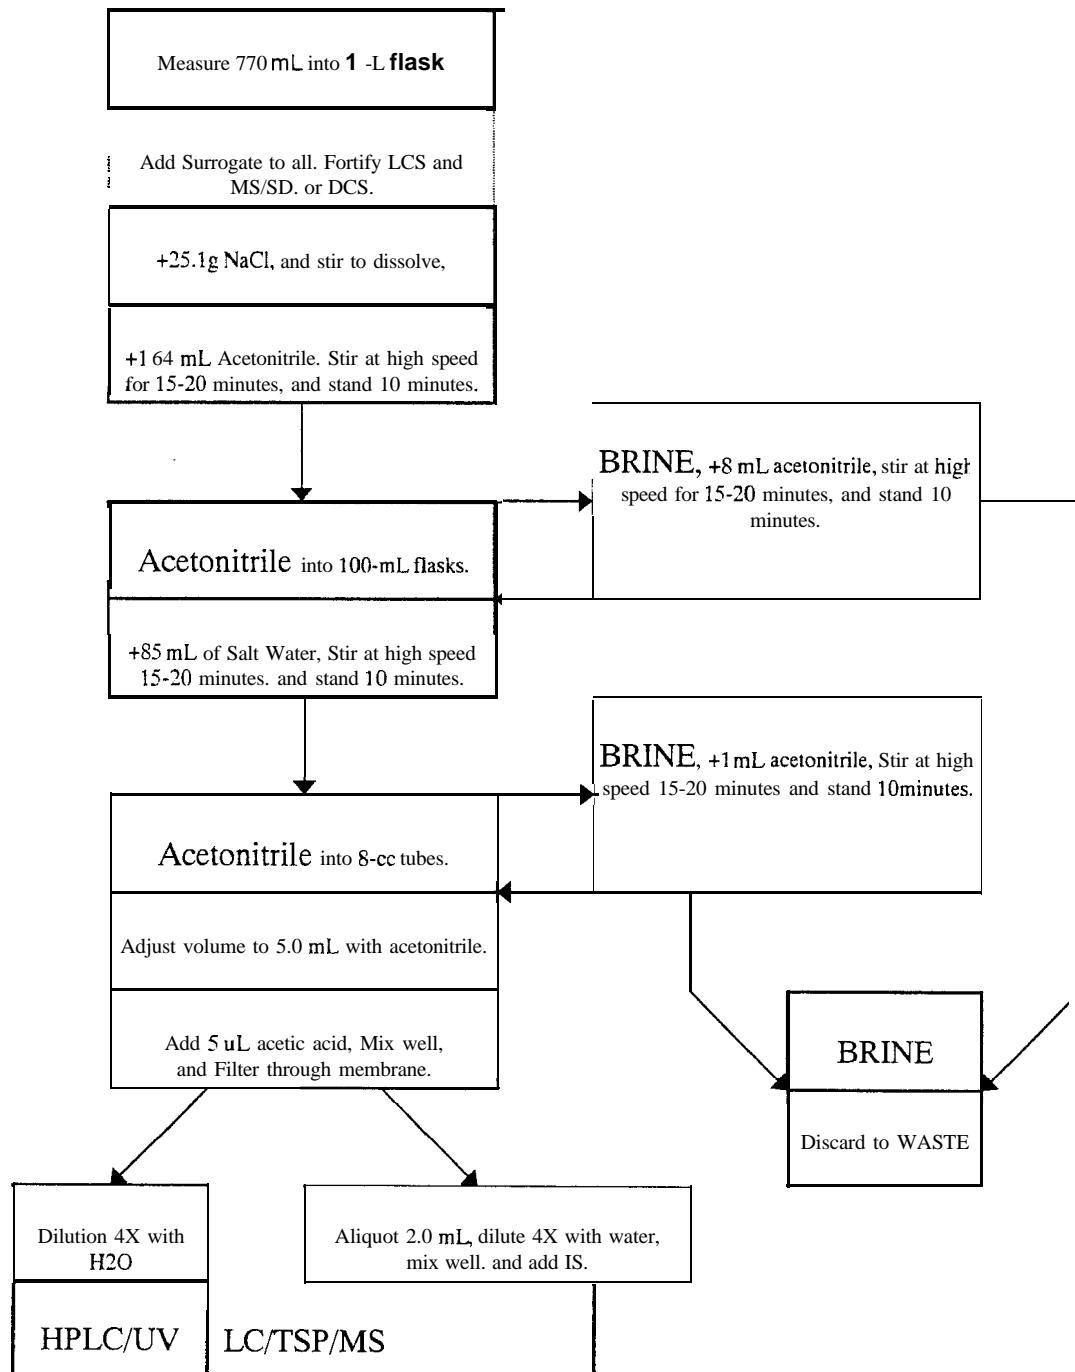 Measure 770 mL into 1 -L flask
Add Surrogate to all. Fortify LCS and
MS/SD. or DCS.
+25.1g NaCl, and stir to dissolve,
+1 64 mL Acetonitrile. Stir at high speed
for 15-20 minutes, and stand 10 minutes.
BRINE, +8 mL acetonitrile, stir at high
speed for 15-20 minutes, and stand 10
minutes.
Acetonitrile into 100-mL flasks.
+85 mL of Salt Water, Stir at high speed
15-20 minutes. and stand 10 minutes.
BRINE, +1 mL acetonitrile, Stir at high
speed 15-20 minutes and stand 10minutes.
Acetonitrile into 8-cc tubes.
Adjust volume to 5.0 mL with acetonitrile.
Add 5 uL acetic acid, Mix well,
and Filter through membrane.
BRINE
Discard to WASTE
Dilution 4X with
H2O
Aliquot 2.0 mL, dilute 4X with water,
mix well. and add IS.
HPLC/UV
LC/TSP/MS